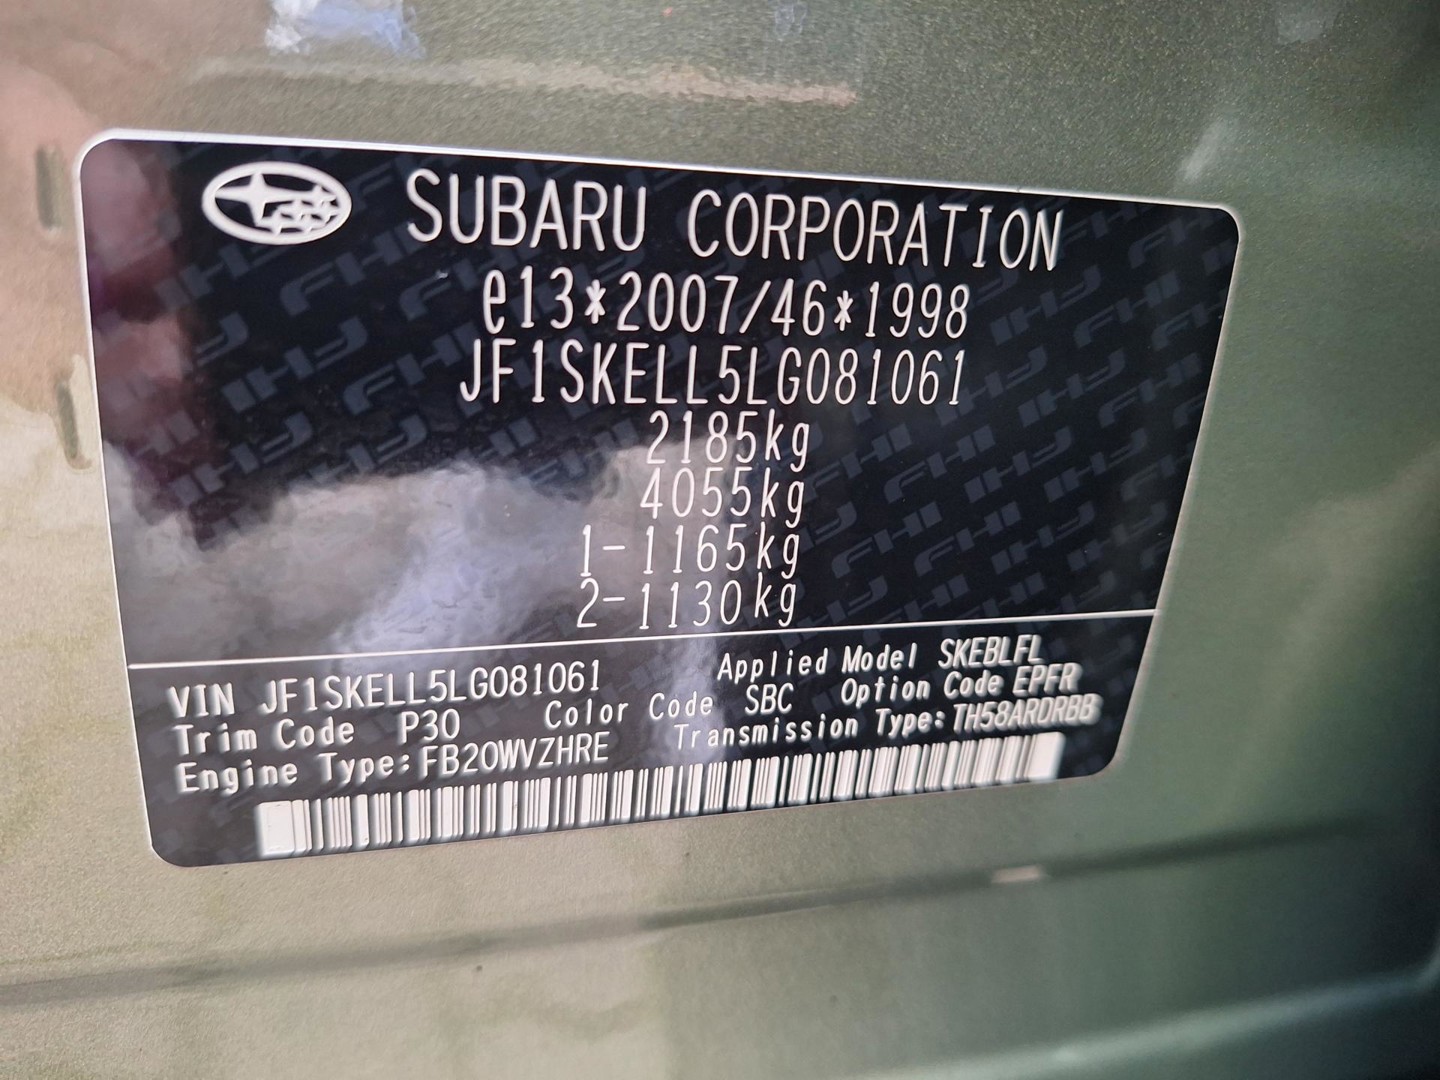 SUBARU CORPORATION
e13*2007/46*1998
JF1SKELL5LG081061
2185kg
4055kg
1-1165kg
2-1130kg
VIN JF1SKELL5LG081061 Applied Model SKEBLFL
Trim Code P30 Color Code SBC Option Code EPFR
Engine Type:FB20WVZHRE Transmission Type:TH58ARDRBB